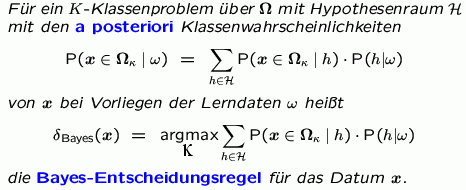 Für ein K-Klassenproblem über Ω mit Hypothesenraum ℋ
mit den a posteriori Klassenwahrscheinlichkeiten
P(x ∈ Ω_κ | ω) = ∑_{h∈ℋ} P(x ∈ Ω_κ | h) · P(h|ω)
von x bei Vorliegen der Lerndaten ω heißt
δ_Bayes(x) = argmax_K ∑_{h∈ℋ} P(x ∈ Ω_κ | h) · P(h|ω)
die Bayes-Entscheidungsregel für das Datum x.